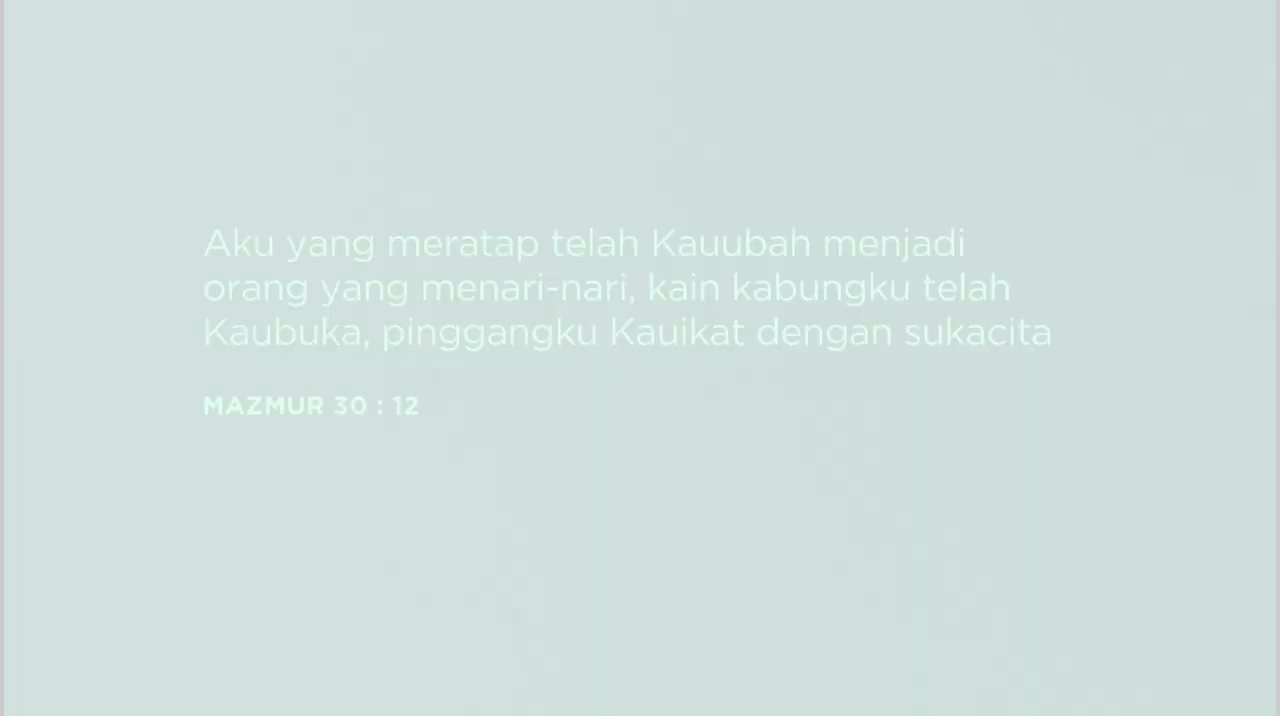 Aku yang meratap telah Kauubah menjadi
orang yang menari-nari, kain kabungku telah
Kaubuka, pinggangku Kauikat dengan sukacita
MAZMUR 30 : 12